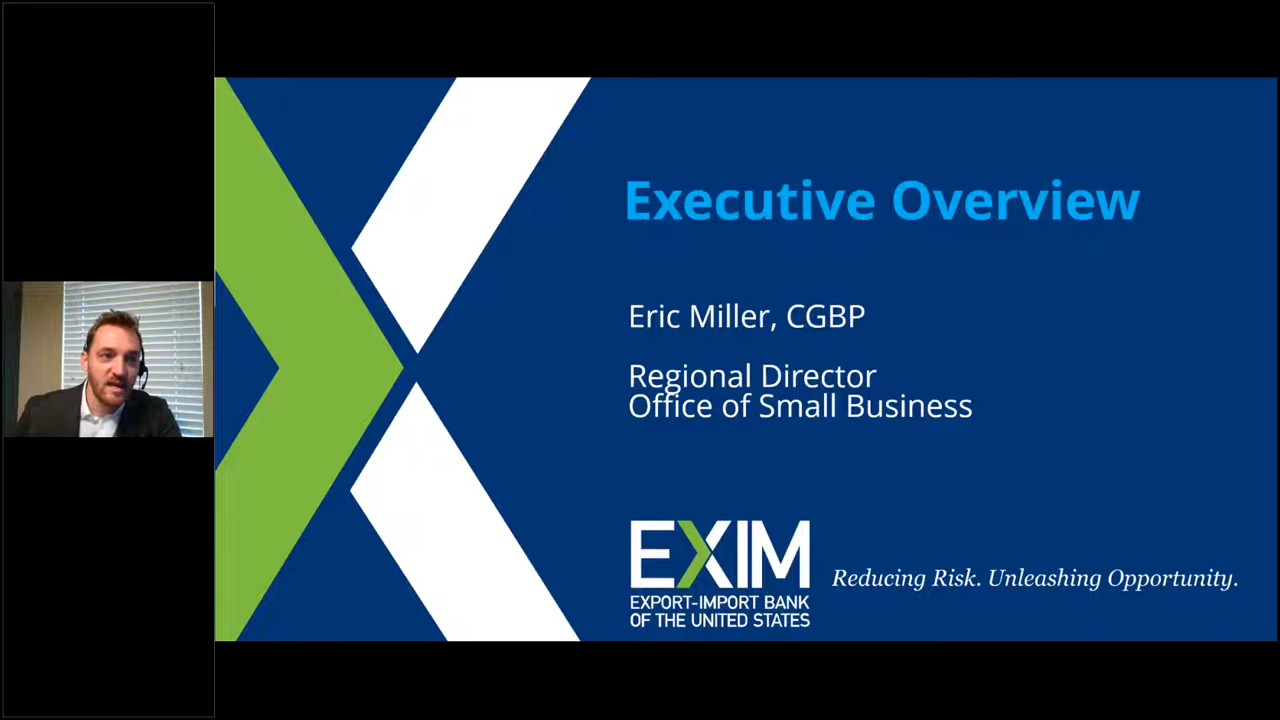 Executive Overview
Eric Miller, CGBP
Regional Director
Office of Small Business
EXIM
EXPORT-IMPORT BANK
OF THE UNITED STATES
Reducing Risk. Unleashing Opportunity.